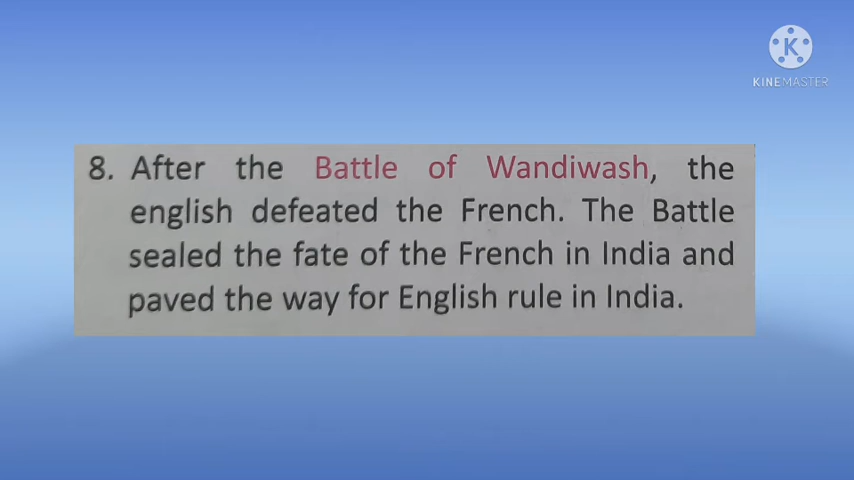 K
KINEMASTER
8. After the Battle of Wandiwash, the
english defeated the French. The Battle
sealed the fate of the French in India and
paved the way for English rule in India.